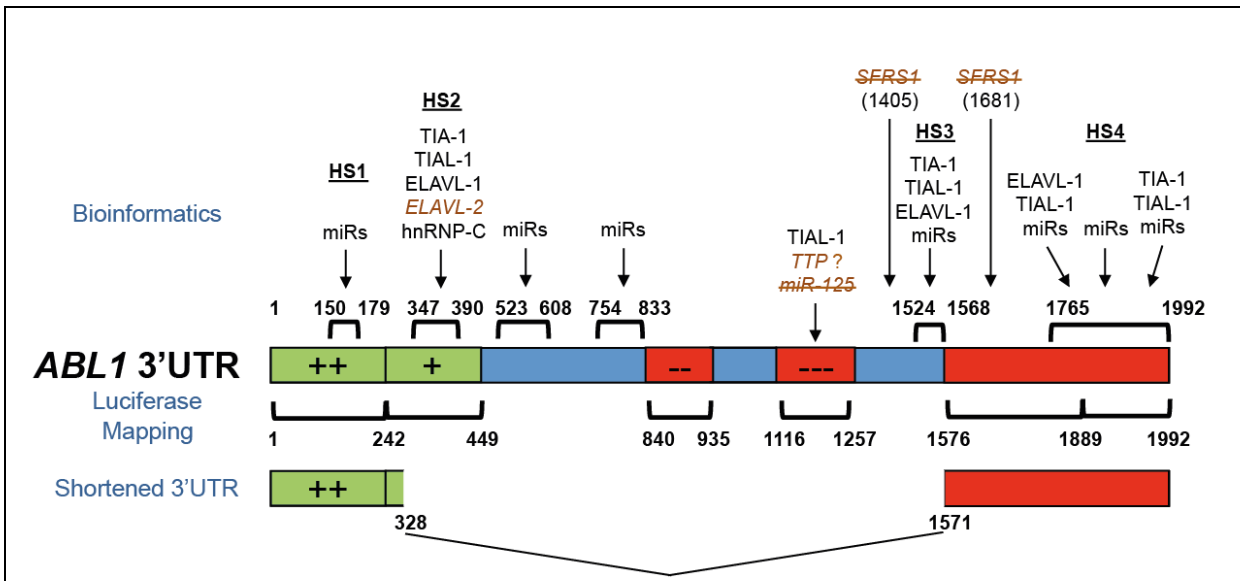 SFRS1 SFRS1
(1405) (1681)
HS2
HS3 HS4
TIA-1
TIAL-1
ELAVL-1
ELAVL-2
hnRNP-C
HS1
miRs
Bioinformatics
miRs
miRs
TIAL-1
TTP ?
miR-125
TIA-1
TIAL-1
ELAVL-1
miRs
ELAVL-1
TIAL-1
miRs
miRs
TIA-1
TIAL-1
miRs
1 150 179 347 390 523 608 754 833 1524 1568 1765 1992
ABL1 3’UTR ++ + -- ---
Luciferase
Mapping
1 242 449 840 935 1116 1257 1576 1889 1992
Shortened 3’UTR ++
328 1571